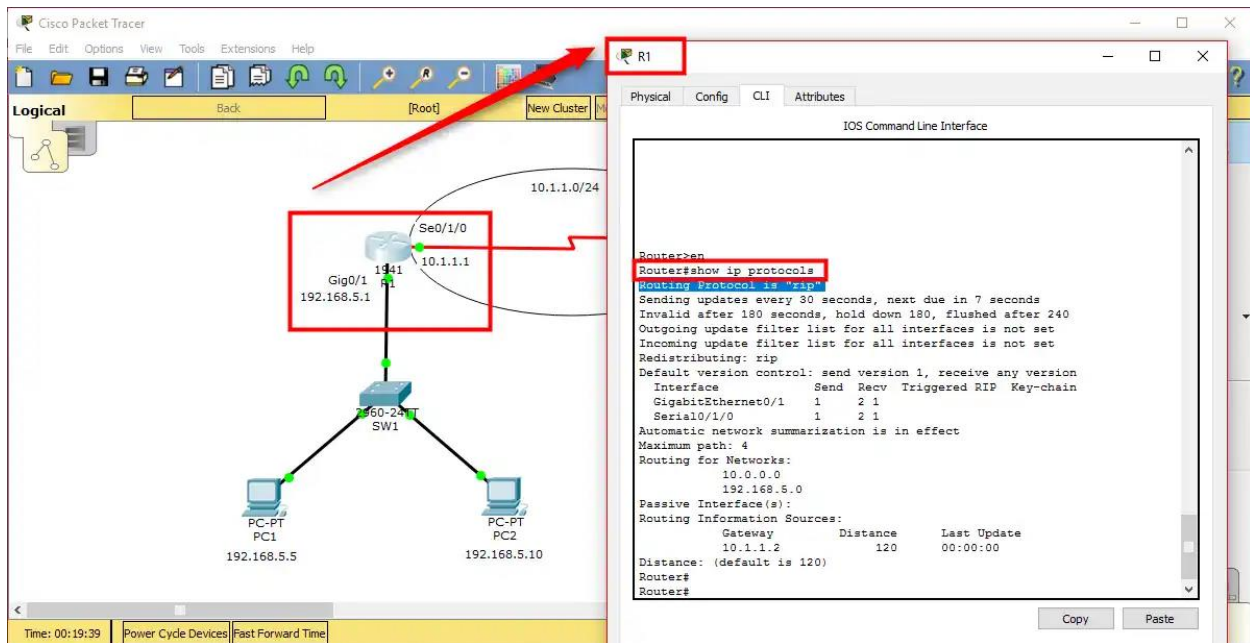 Cisco Packet Tracer
File Edit Options View Tools Extensions Help
Logical
Back
[Root]
New Cluster
10.1.1.0/24
Se0/1/0
10.1.1.1
1941
R1
Gig0/1
192.168.5.1
2960-24TT
SW1
PC-PT
PC1
192.168.5.5
PC-PT
PC2
192.168.5.10
Time: 00:19:39 Power Cycle Devices Fast Forward Time
R1
Physical Config CLI Attributes
IOS Command Line Interface
Router>en
Router#show ip protocols
Routing Protocol is "rip"
Sending updates every 30 seconds, next due in 7 seconds
Invalid after 180 seconds, hold down 180, flushed after 240
Outgoing update filter list for all interfaces is not set
Incoming update filter list for all interfaces is not set
Redistributing: rip
Default version control: send version 1, receive any version
Interface Send Recv Triggered RIP Key-chain
GigabitEthernet0/1 1 2 1
Serial0/1/0 1 2 1
Automatic network summarization is in effect
Maximum path: 4
Routing for Networks:
10.0.0.0
192.168.5.0
Passive Interface(s):
Routing Information Sources:
Gateway Distance Last Update
10.1.1.2 120 00:00:00
Distance: (default is 120)
Router#
Router#
Copy Paste